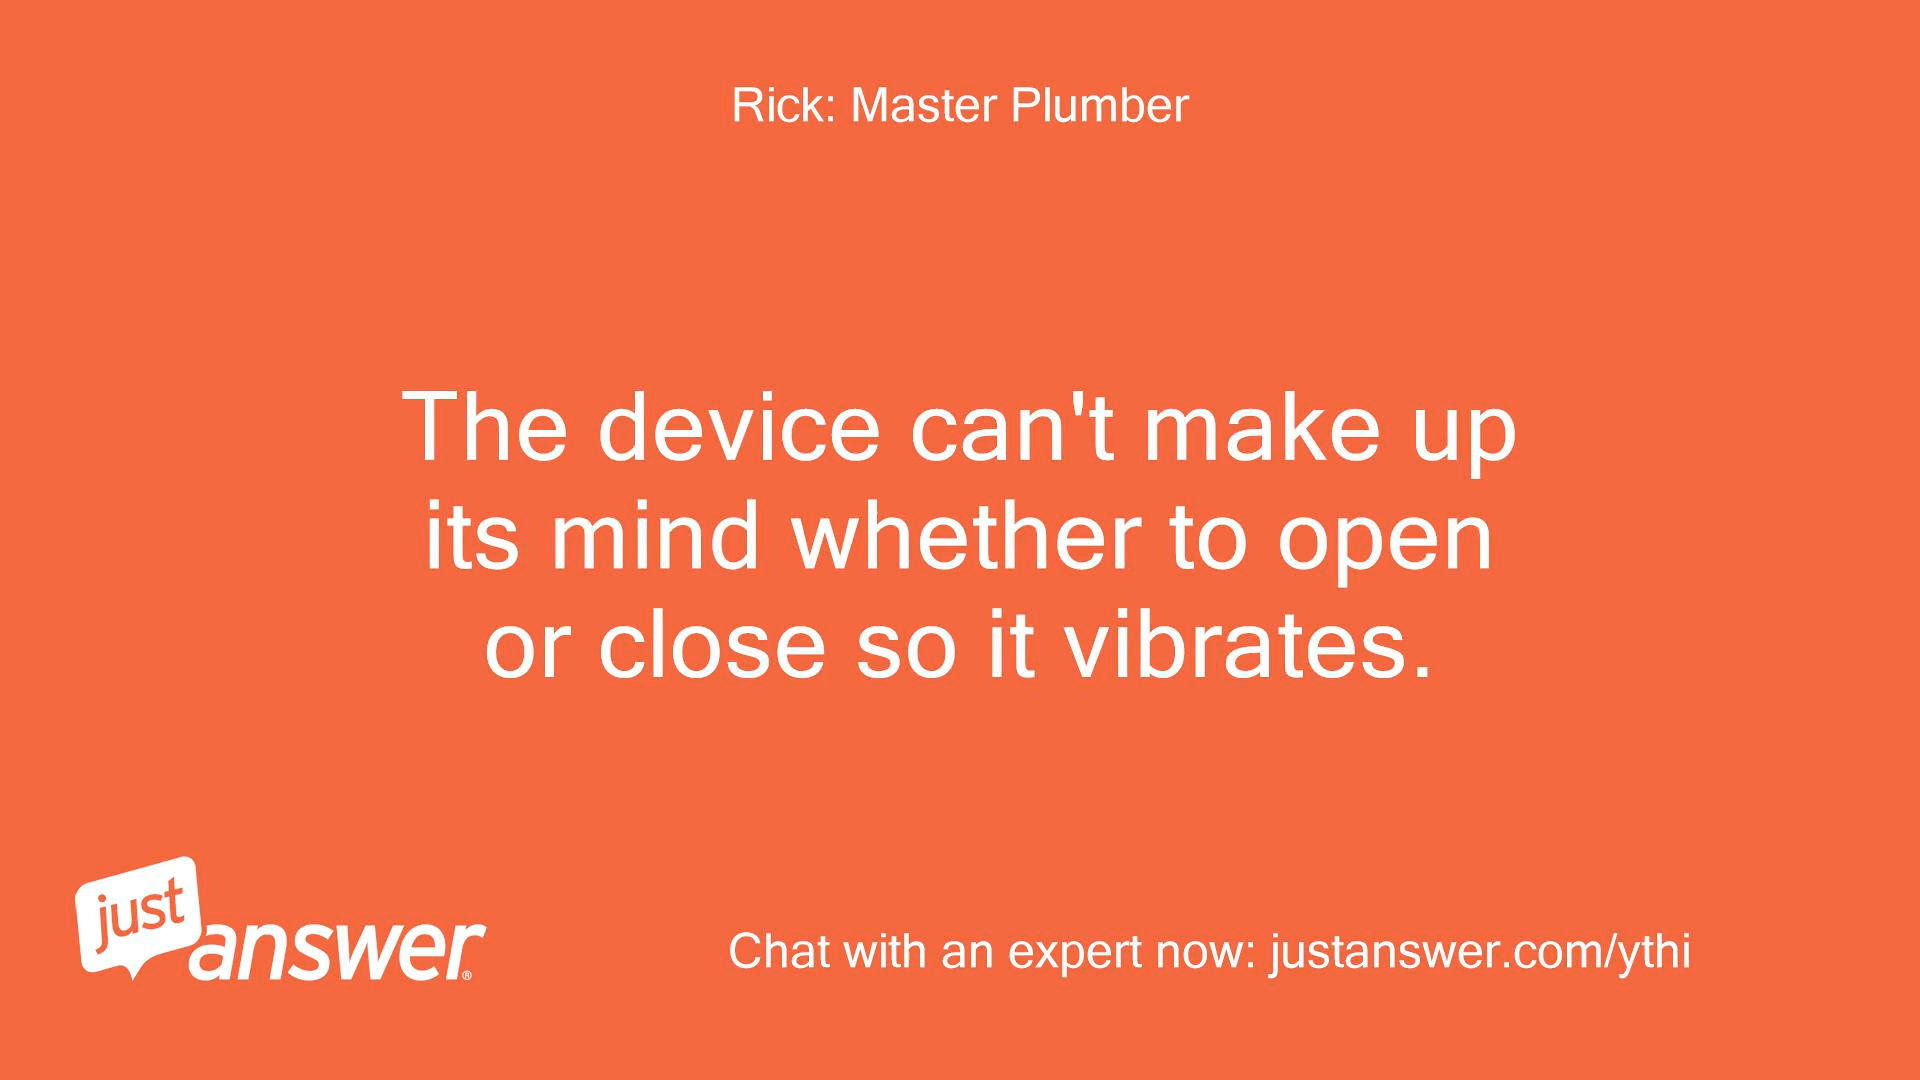 Rick: Master Plumber
The device can't make up
its mind whether to open
or close so it vibrates.
just
answer®
Chat with an expert now: justanswer.com/ythi